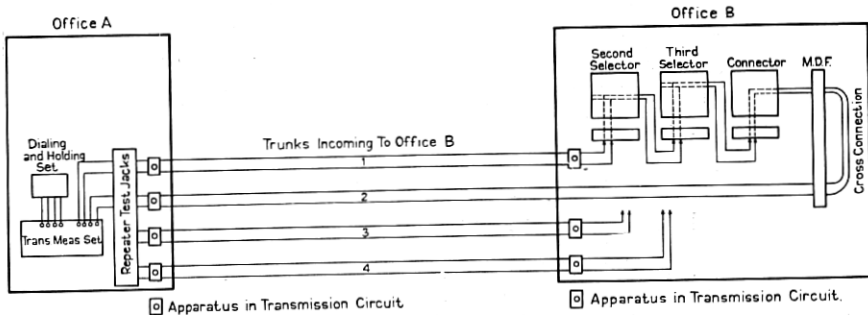 Office A
Office B
Second
Selector
Third
Selector
Connector
M.D.F.
Dialing
and Holding
Set
Trans Meas Set
Repeater Test Jacks
Trunks Incoming To Office B
1
2
3
4
Cross Connection
Apparatus in Transmission Circuit
Apparatus in Transmission Circuit.